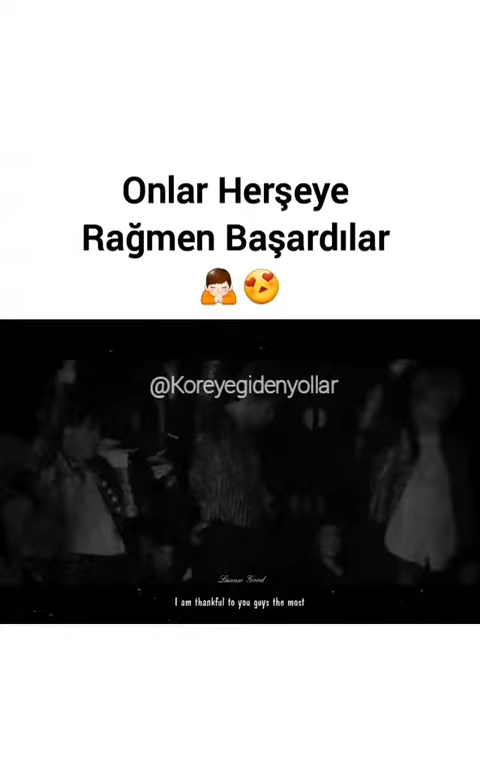 Onlar Herşeye
Rağmen Başardılar
🙏😍
@Koreyegidenyollar
I am thankful to you guys the most